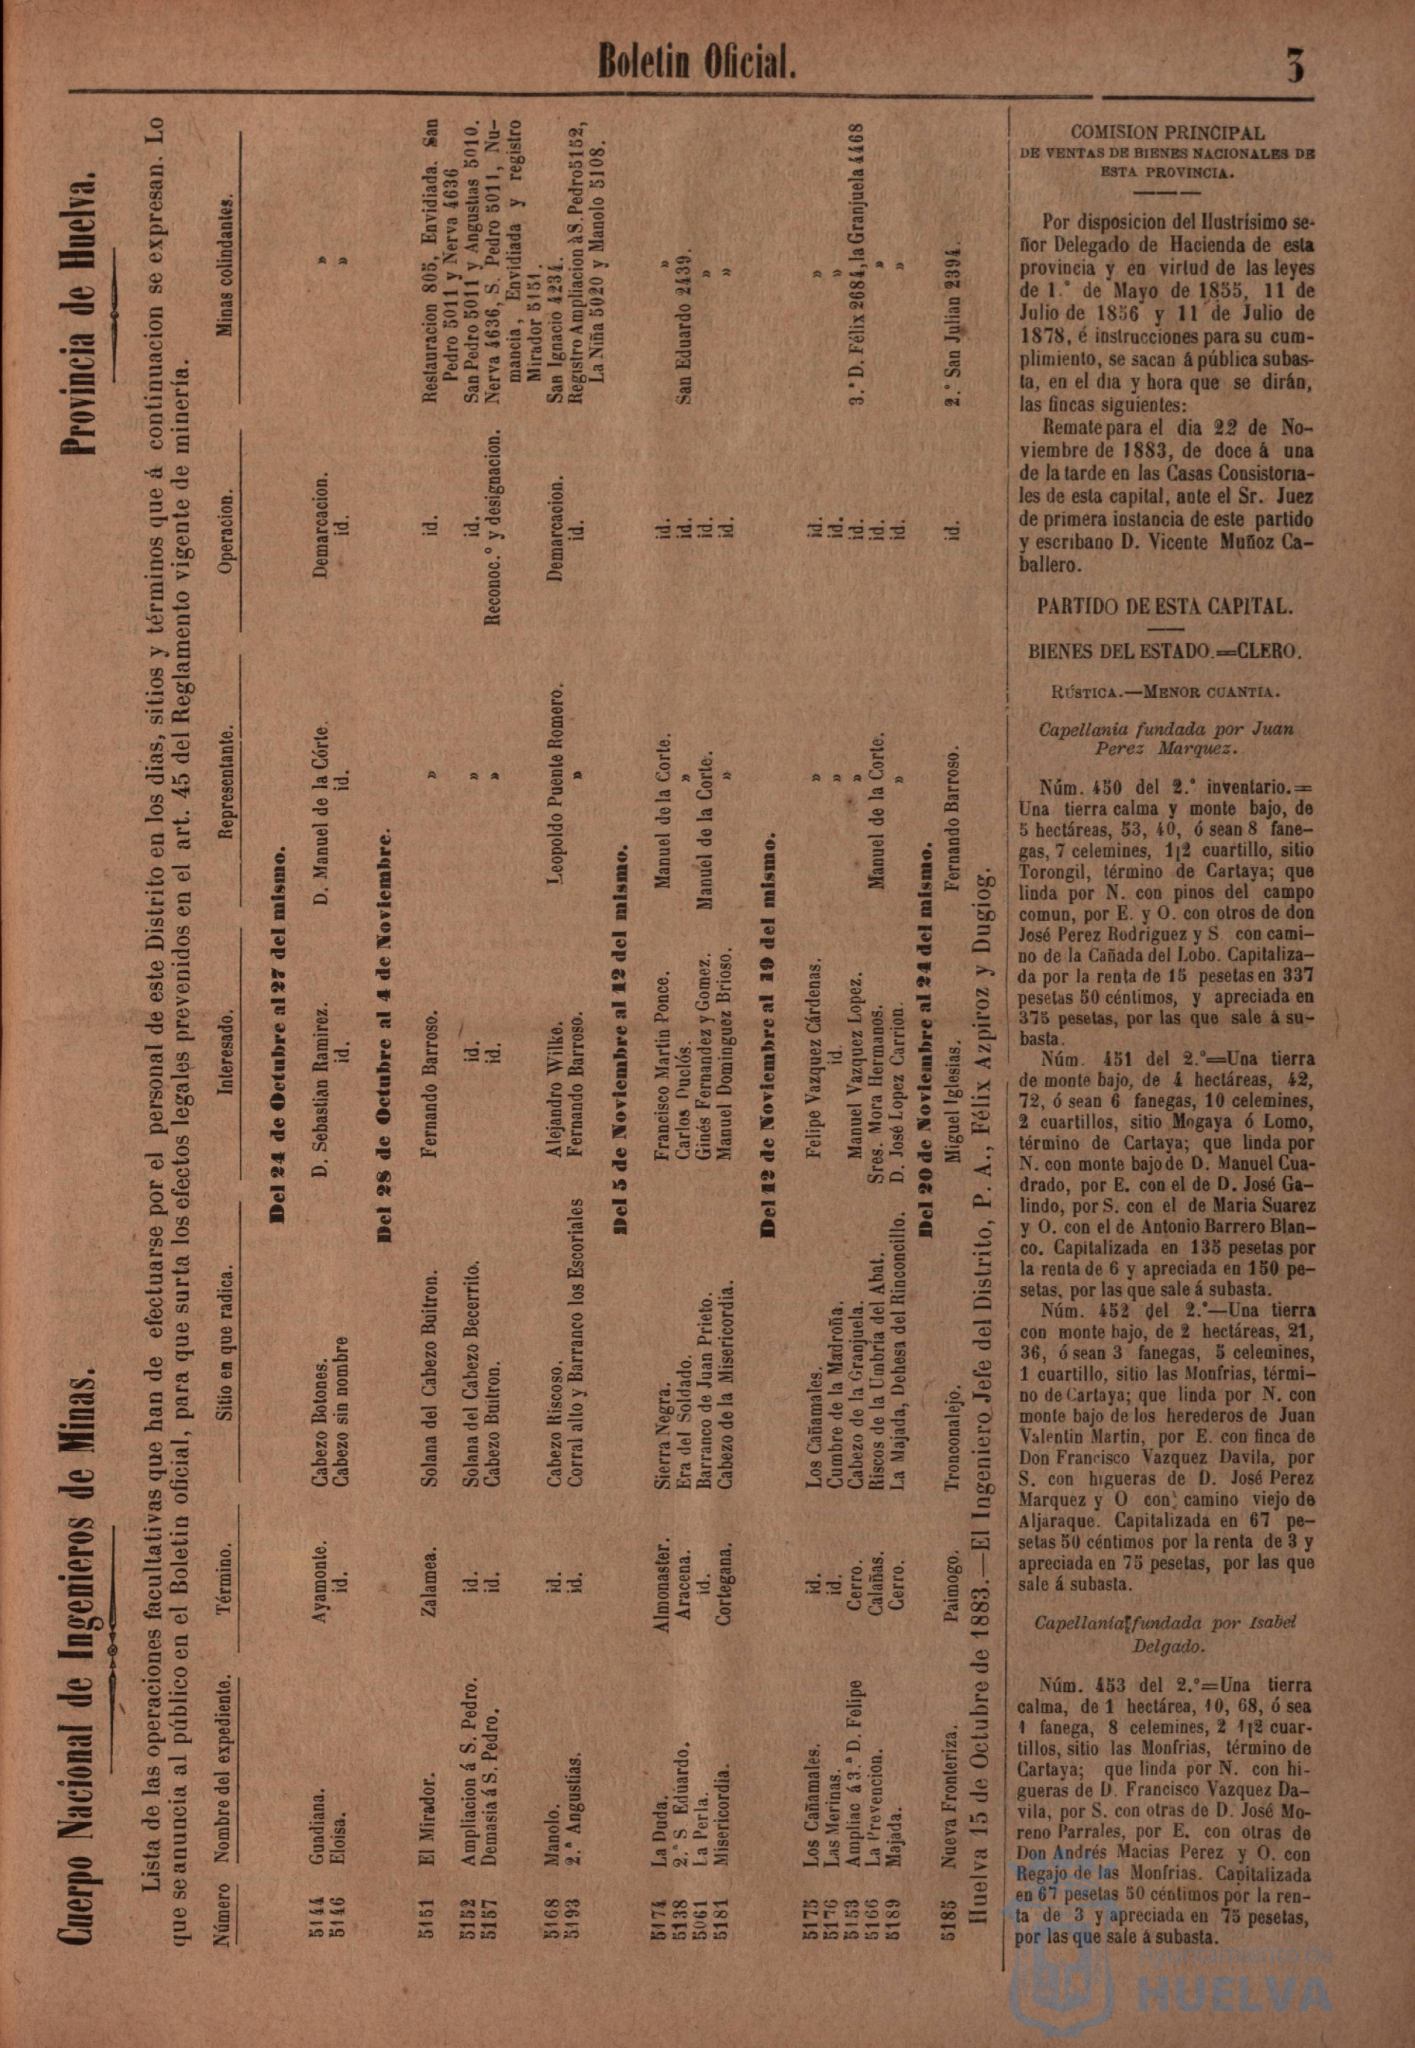 Boletin Oficial.
3
Cuerpo Nacional de Ingenieros de Minas.
Provincia de Huelva.
Lista de las operaciones facultativas que han de efectuarse por el personal de este Distrito en los dias, sitios y términos que á continuacion se expresan. Lo
que se anuncia al público en el Boletin oficial, para que surta los efectos legales prevenidos en el art. 45 del Reglamento vigente de minería.
Número Nombre del expediente. Término. Sitio en que radica. Interesado. Representante. Operacion. Minas colindantes.
Del 24 de Octubre al 27 del mismo.
5144 Guadiana. Ayamonte. Cabezo Botones. D. Sebastian Ramirez. D. Manuel de la Córte. Demarcacion. »
5146 Eloisa. id. Cabezo sin nombre id. id. id. »
Del 28 de Octubre al 4 de Noviembre.
5151 El Mirador. Zalamea. Solana del Cabezo Buitron. Fernando Barroso. » id. Restauracion 805, Envidiada. San
Pedro 5011 y Nerva 4636
5152 Ampliacion á S. Pedro. id. Solana del Cabezo Becerrito. id. » id. San Pedro 5011 y Angustias 5010.
5157 Demasia á S. Pedro. id. Cabezo Buitron. id. » Reconoc.º y designacion. Nerva 4636, S. Pedro 5011, Nu-
mancia, Envidiada y registro
Mirador 5151.
5168 Manolo. id. Cabezo Riscoso. Alejandro Wilke. Leopoldo Puente Romero. Demarcacion. San Ignacio 4234.
5193 2.ª Angustias. id. Corral alto y Barranco los Escoriales Fernando Barroso. » id. Registro Ampliacion à S. Pedro 5152,
La Niña 5020 y Manolo 5108.
Del 5 de Noviembre al 12 del mismo.
5174 La Duda. Almonaster. Sierra Negra. Francisco Martin Ponce. Manuel de la Corte. id. »
5138 2.ª S. Eduardo. Aracena. Era del Soldado. Carlos Puclós. » id. San Eduardo 2439.
5061 La Perla. id. Barranco de Juan Prieto. Ginés Fernandez y Gomez. Manuel de la Corte. id. »
5181 Misericordia. Cortegana. Cabezo de la Misericordia. Manuel Dominguez Brioso. » id. »
Del 12 de Noviembre al 19 del mismo.
5175 Los Cañamales. id. Los Cañamales. Felipe Vazquez Cárdenas. » id. »
5176 Las Merinas. id. Cumbre de la Madroña. id. » id. »
5153 Ampliac á 3.ª D. Felipe Cerro. Cabezo de la Granjuela. Manuel Vazquez Lopez. » id. 3.ª D. Félix 2684, la Granjuela 4468
5166 La Prevencion. Calañas. Riscos de la Umbria del Abat. Sres. Mora Hermanos. Manuel de la Corte. id. »
5189 Majada. Cerro. La Majada, Dehesa del Rinconcillo. D. José Lopez Carrion. » id. »
Del 20 de Noviembre al 24 del mismo.
5185 Nueva Fronteriza. Paimogo. Tronconalejo. Miguel Iglesias. Fernando Barroso. id. 2.ª San Julian 2394.
Huelva 15 de Octubre de 1883.—El Ingeniero Jefe del Distrito, P. A., Félix Azpiroz y Dugiog.
COMISION PRINCIPAL
DE VENTAS DE BIENES NACIONALES DE
ESTA PROVINCIA.
Por disposicion del Ilustrísimo se-
ñor Delegado de Hacienda de esta
provincia y en virtud de las leyes
de 1.º de Mayo de 1855, 11 de
Julio de 1856 y 11 de Julio de
1878, é instrucciones para su cum-
plimiento, se sacan á pública subas-
ta, en el dia y hora que se dirán,
las fincas siguientes:
Remate para el dia 22 de No-
viembre de 1883, de doce á una
de la tarde en las Casas Consistoria-
les de esta capital, ante el Sr. Juez
de primera instancia de este partido
y escribano D. Vicente Muñoz Ca-
ballero.
PARTIDO DE ESTA CAPITAL.
BIENES DEL ESTADO.=CLERO.
RÚSTICA.—MENOR CUANTÍA.
Capellania fundada por Juan
Perez Marquez.
Núm. 450 del 2.º inventario.=
Una tierra calma y monte bajo, de
5 hectáreas, 53, 40, ó sean 8 fane-
gas, 7 celemines, 1|2 cuartillo, sitio
Torongil, término de Cartaya; que
linda por N. con pinos del campo
comun, por E. y O. con otros de don
José Perez Rodriguez y S. con cami-
no de la Cañada del Lobo. Capitaliza-
da por la renta de 15 pesetas en 337
pesetas 50 céntimos, y apreciada en
375 pesetas, por las que sale á su-
basta.
Núm. 451 del 2.º=Una tierra
de monte bajo, de 4 hectáreas, 42,
72, ó sean 6 fanegas, 10 celemines,
2 cuartillos, sitio Mogaya ó Lomo,
término de Cartaya; que linda por
N. con monte bajo de D. Manuel Cua-
drado, por E. con el de D. José Ga-
lindo, por S. con el de Maria Suarez
y O. con el de Antonio Barrero Blan-
co. Capitalizada en 135 pesetas por
la renta de 6 y apreciada en 150 pe-
setas, por las que sale á subasta.
Núm. 452 del 2.º—Una tierra
con monte bajo, de 2 hectáreas, 21,
36, ó sean 3 fanegas, 5 celemines,
1 cuartillo, sitio las Monfrias, térmi-
no de Cartaya; que linda por N. con
monte bajo de los herederos de Juan
Valentin Martin, por E. con finca de
Don Francisco Vazquez Davila, por
S. con higueras de D. José Perez
Marquez y O con camino viejo de
Aljaraque. Capitalizada en 67 pe-
setas 50 céntimos por la renta de 3 y
apreciada en 75 pesetas, por las que
sale á subasta.
Capellanía fundada por Isabel
Delgado.
Núm. 453 del 2.º=Una tierra
calma, de 1 hectárea, 10, 68, ó sea
1 fanega, 8 celemines, 2 1|2 cuar-
tillos, sitio las Monfrias, término de
Cartaya; que linda por N. con hi-
gueras de D. Francisco Vazquez Da-
vila, por S. con otras de D. José Mo-
reno Parrales, por E. con otras de
Don Andrés Macias Perez y O. con
Regajo de las Monfrias. Capitalizada
en 67 pesetas 50 céntimos por la ren-
ta de 3 y apreciada en 75 pesetas,
por las que sale á subasta.
Ayuntamiento de
HUELVA